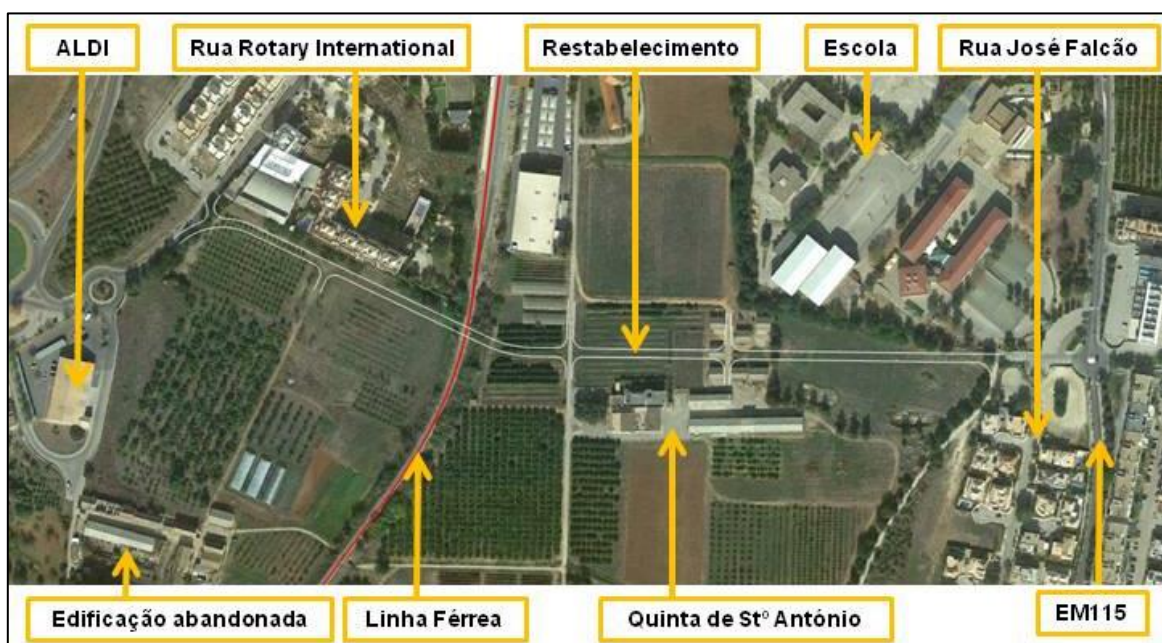 ALDI
Rua Rotary International
Restabelecimento
Escola
Rua José Falcão
Edificação abandonada
Linha Férrea
Quinta de Stº António
EM115